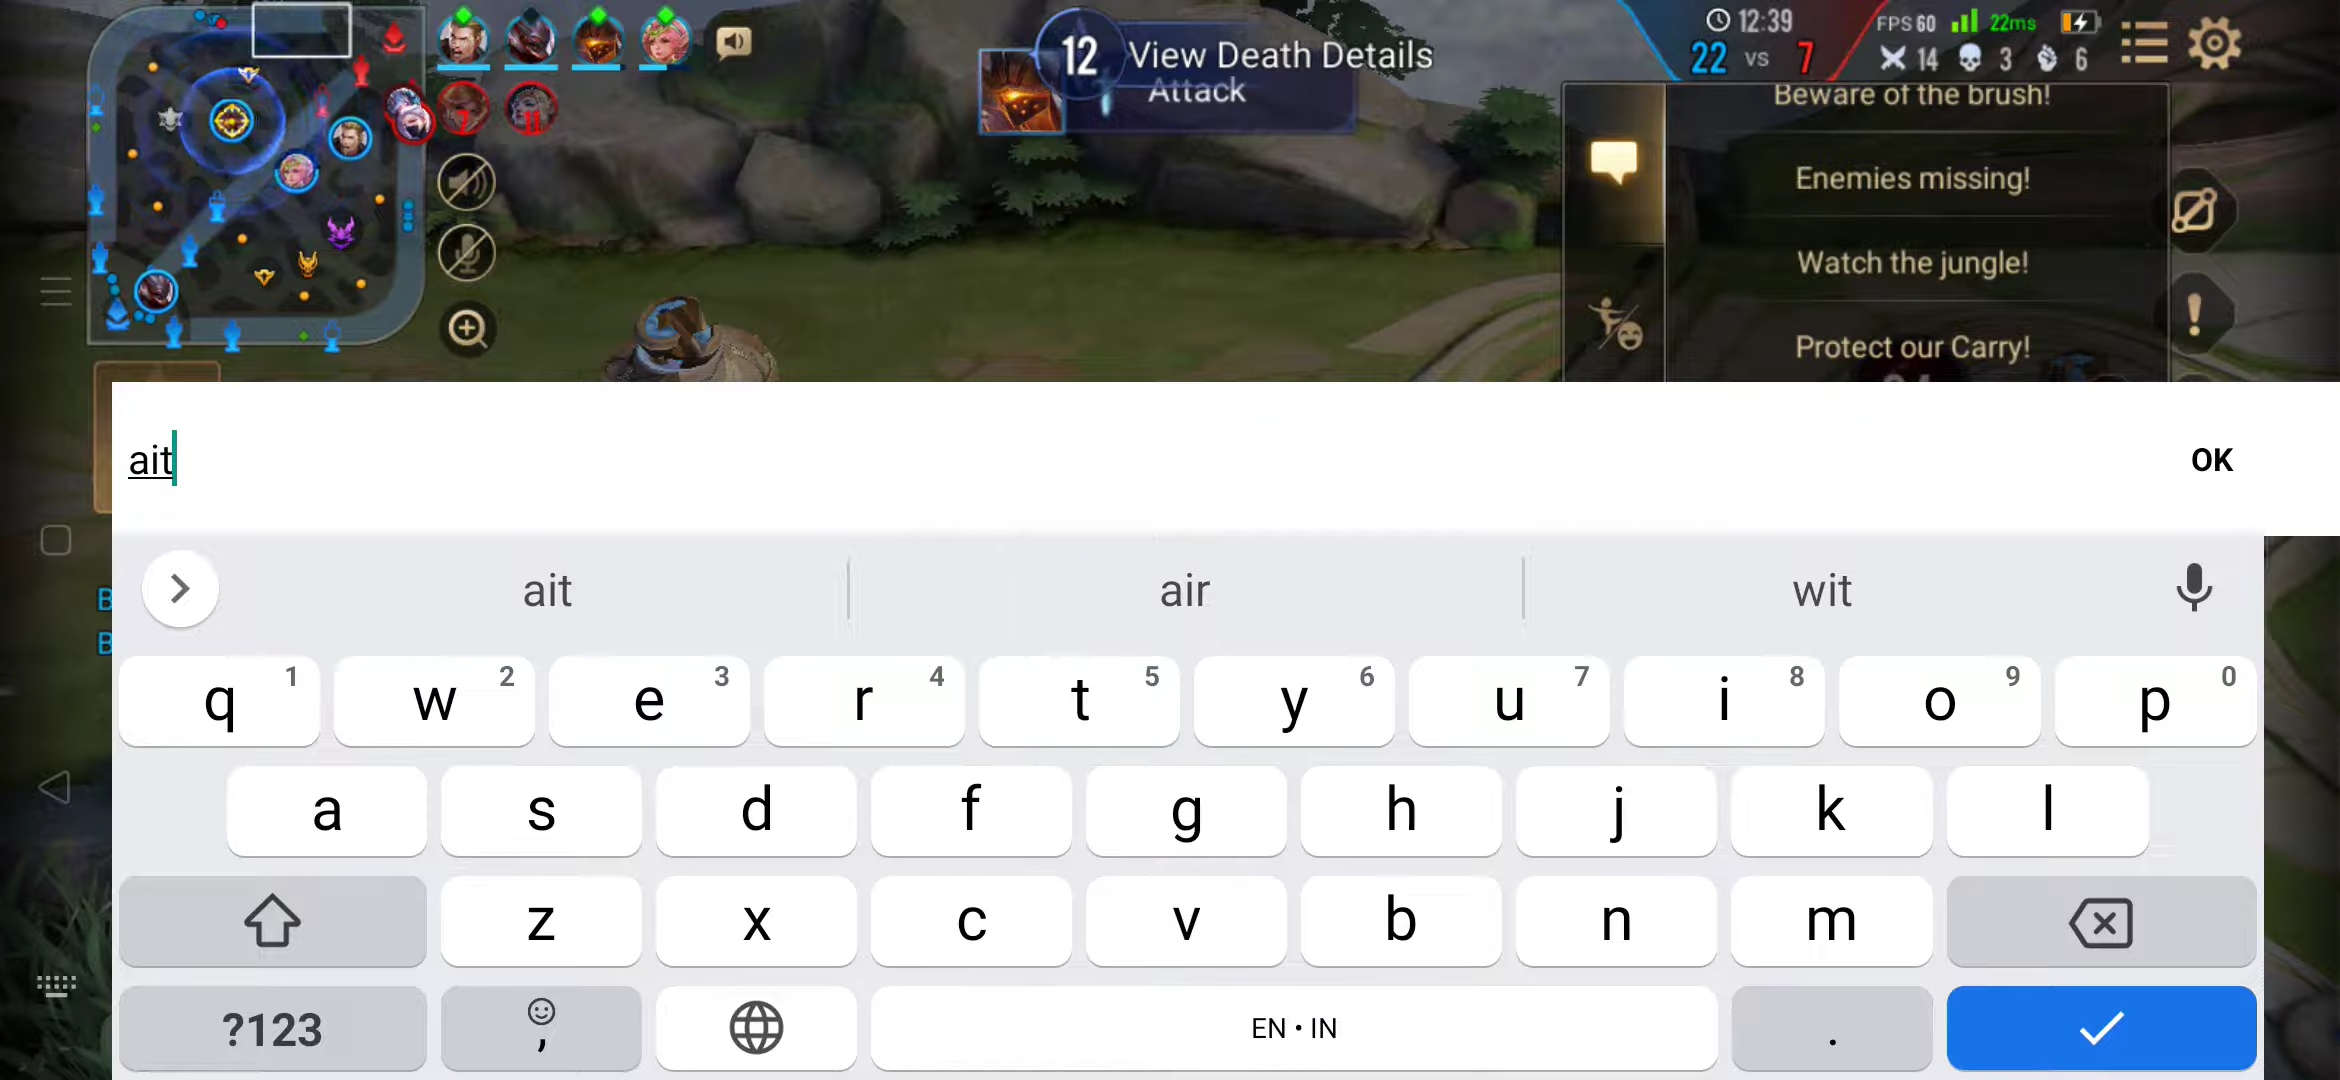 12 View Death Details
Attack
12:39
22 vs 7
FPS 60 22ms
14 3 6
7
11
Beware of the brush!
Enemies missing!
Watch the jungle!
Protect our Carry!
ait
OK
B
B
ait air wit
q 1 w 2 e 3 r 4 t 5 y 6 u 7 i 8 o 9 p 0
a s d f g h j k l
z x c v b n m
?123 , EN • IN .